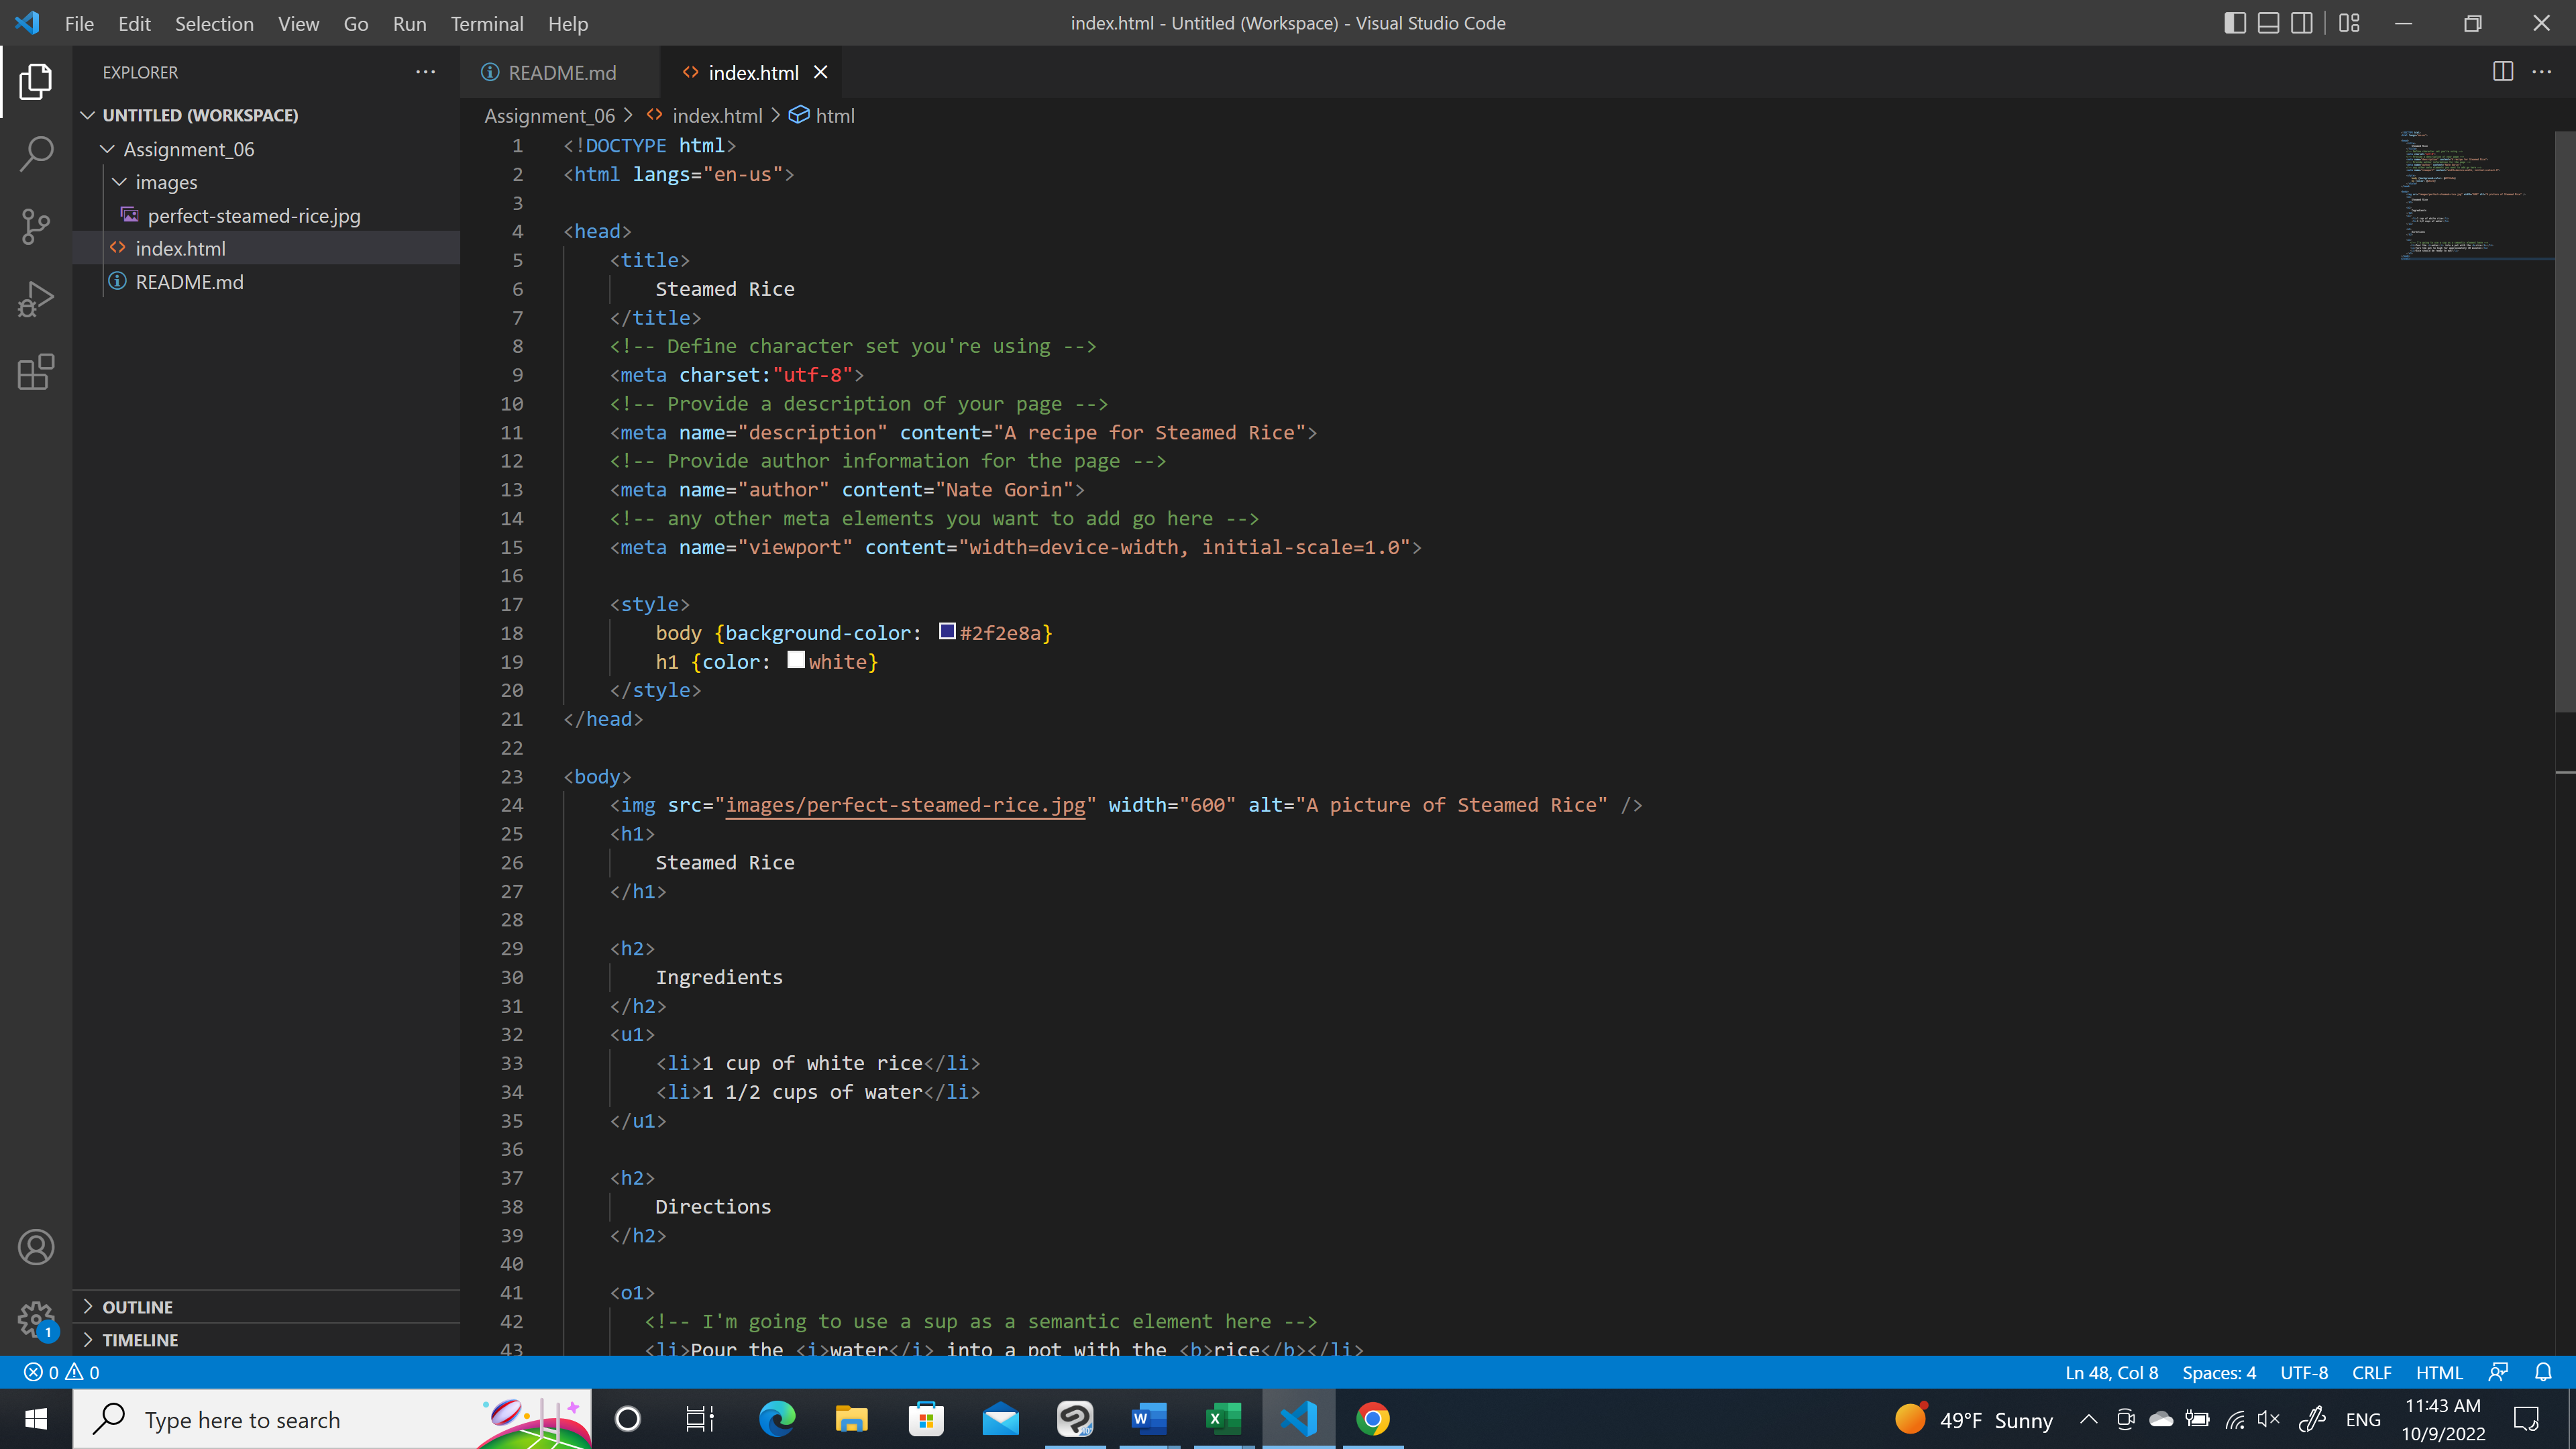 File Edit Selection View Go Run Terminal Help
index.html - Untitled (Workspace) - Visual Studio Code
EXPLORER
UNTITLED (WORKSPACE)
Assignment_06
images
perfect-steamed-rice.jpg
index.html
README.md
OUTLINE
TIMELINE
1
README.md
index.html
Assignment_06 > index.html > html
1 <!DOCTYPE html>
2 <html langs="en-us">
3
4 <head>
5 <title>
6 Steamed Rice
7 </title>
8 <!-- Define character set you're using -->
9 <meta charset:"utf-8">
10 <!-- Provide a description of your page -->
11 <meta name="description" content="A recipe for Steamed Rice">
12 <!-- Provide author information for the page -->
13 <meta name="author" content="Nate Gorin">
14 <!-- any other meta elements you want to add go here -->
15 <meta name="viewport" content="width=device-width, initial-scale=1.0">
16
17 <style>
18 body {background-color: #2f2e8a}
19 h1 {color: white}
20 </style>
21 </head>
22
23 <body>
24 <img src="images/perfect-steamed-rice.jpg" width="600" alt="A picture of Steamed Rice" />
25 <h1>
26 Steamed Rice
27 </h1>
28
29 <h2>
30 Ingredients
31 </h2>
32 <u1>
33 <li>1 cup of white rice</li>
34 <li>1 1/2 cups of water</li>
35 </u1>
36
37 <h2>
38 Directions
39 </h2>
40
41 <o1>
42 <!-- I'm going to use a sup as a semantic element here -->
43 <li>Pour the <i>water</i> into a pot with the <b>rice</b></li>
0 0
Ln 48, Col 8 Spaces: 4 UTF-8 CRLF HTML
Type here to search
49°F Sunny
ENG
11:43 AM
10/9/2022